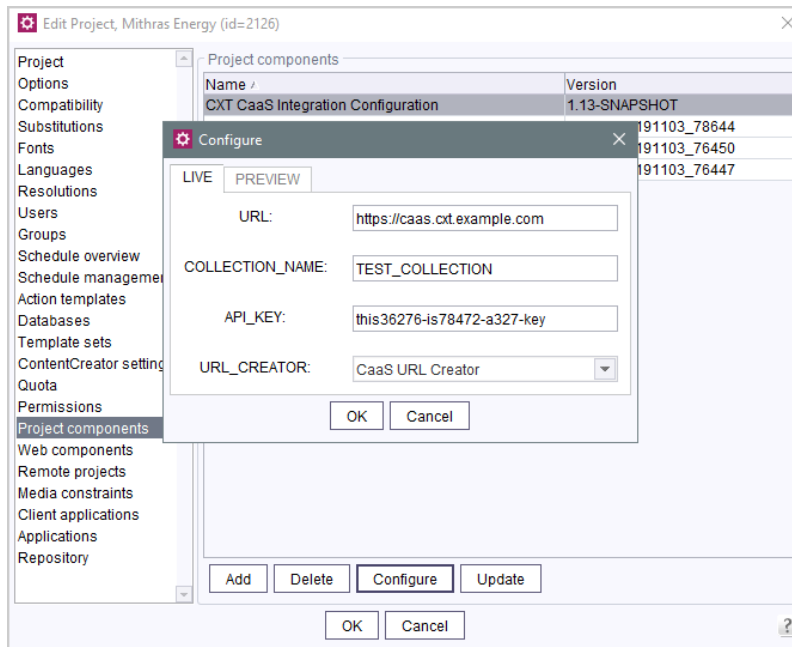 Edit Project, Mithras Energy (id=2126)
Project
Options
Compatibility
Substitutions
Fonts
Languages
Resolutions
Users
Groups
Schedule overview
Schedule managemen
Action templates
Databases
Template sets
ContentCreator setting
Quota
Permissions
Project components
Web components
Remote projects
Media constraints
Client applications
Applications
Repository
Project components
Name Version
CXT CaaS Integration Configuration 1.13-SNAPSHOT
191103_78644
191103_76450
191103_76447
Configure
LIVE PREVIEW
URL: https://caas.cxt.example.com
COLLECTION_NAME: TEST_COLLECTION
API_KEY: this36276-is78472-a327-key
URL_CREATOR: CaaS URL Creator
OK Cancel
Add Delete Configure Update
OK Cancel
?